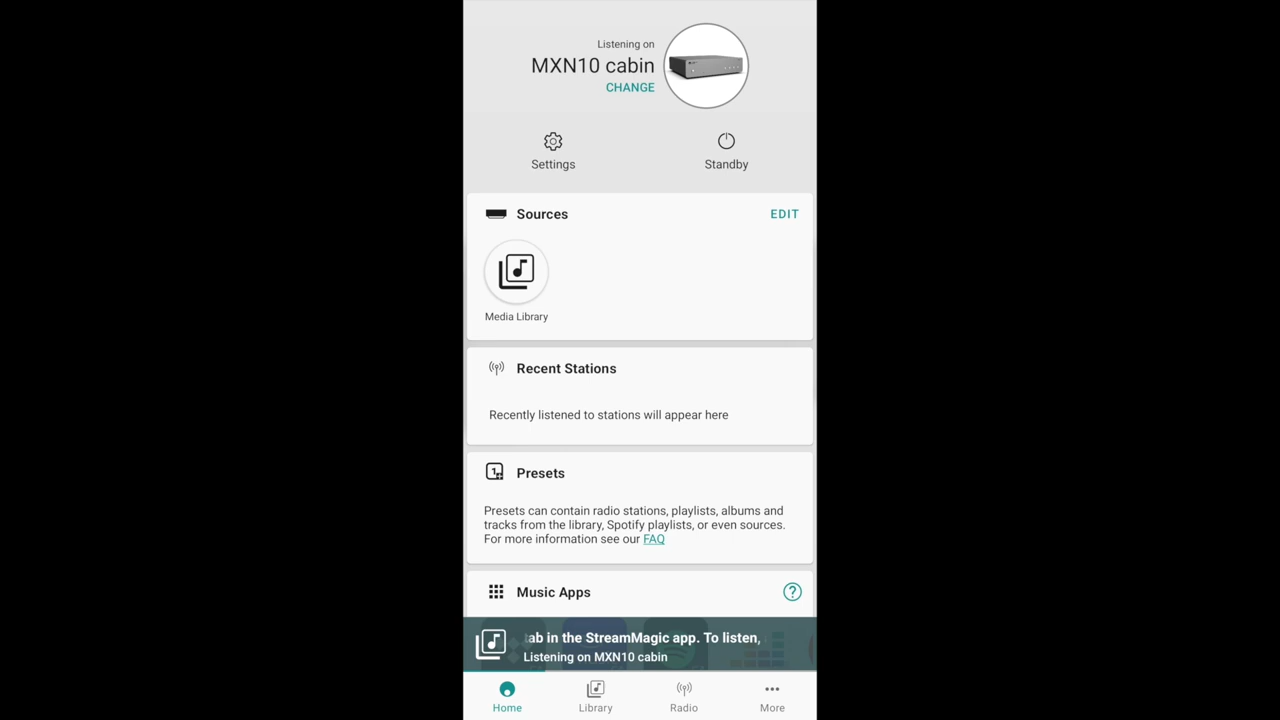 Listening on
MXN10 cabin
CHANGE
Settings
Standby
Sources
EDIT
Media Library
Recent Stations
Recently listened to stations will appear here
Presets
Presets can contain radio stations, playlists, albums and
tracks from the library, Spotify playlists, or even sources.
For more information see our FAQ
Music Apps
?
tab in the StreamMagic app. To listen,
Listening on MXN10 cabin
Home
Library
Radio
More